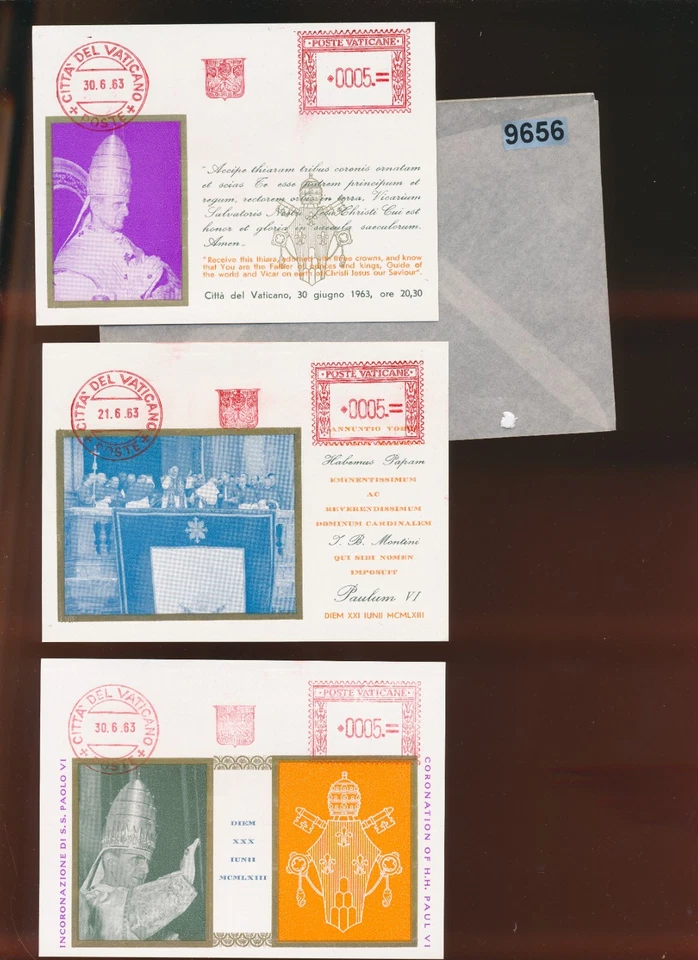 CITTA' DEL VATICANO
30.6.63
POSTE
POSTE VATICANE
0005.=
9656
"Accipe thiaram tribus coronis ornatam
et scias Te esse patrem principum et
regum, rectorem orbis in terra, Vicarium
Salvatoris Nostri Jesu Christi Cui est
honor et gloria in saecula saeculorum.
Amen.
"Receive this thiara, adorned with three crowns, and know
that You are the Father of princes and kings, Guide of
the world and Vicar on earth of Christi Jesus our Saviour".
Città del Vaticano, 30 giugno 1963, ore 20,30
CITTA' DEL VATICANO
21.6.63
POSTE
POSTE VATICANE
0005.=
ANNUNTIO VOBIS
Habemus Papam
EMINENTISSIMUM
AC
REVERENDISSIMUM
DOMINUM CARDINALEM
J. B. Montini
QUI SIBI NOMEN
IMPOSUIT
Paulum VI
DIEM XXI IUNII MCMLXIII
CITTA' DEL VATICANO
30.6.63
POSTE
POSTE VATICANE
0005.=
INCORONAZIONE DI S.S. PAOLO VI
DIEM
XXX
IUNII
MCMLXIII
CORONATION OF H.H. PAUL VI